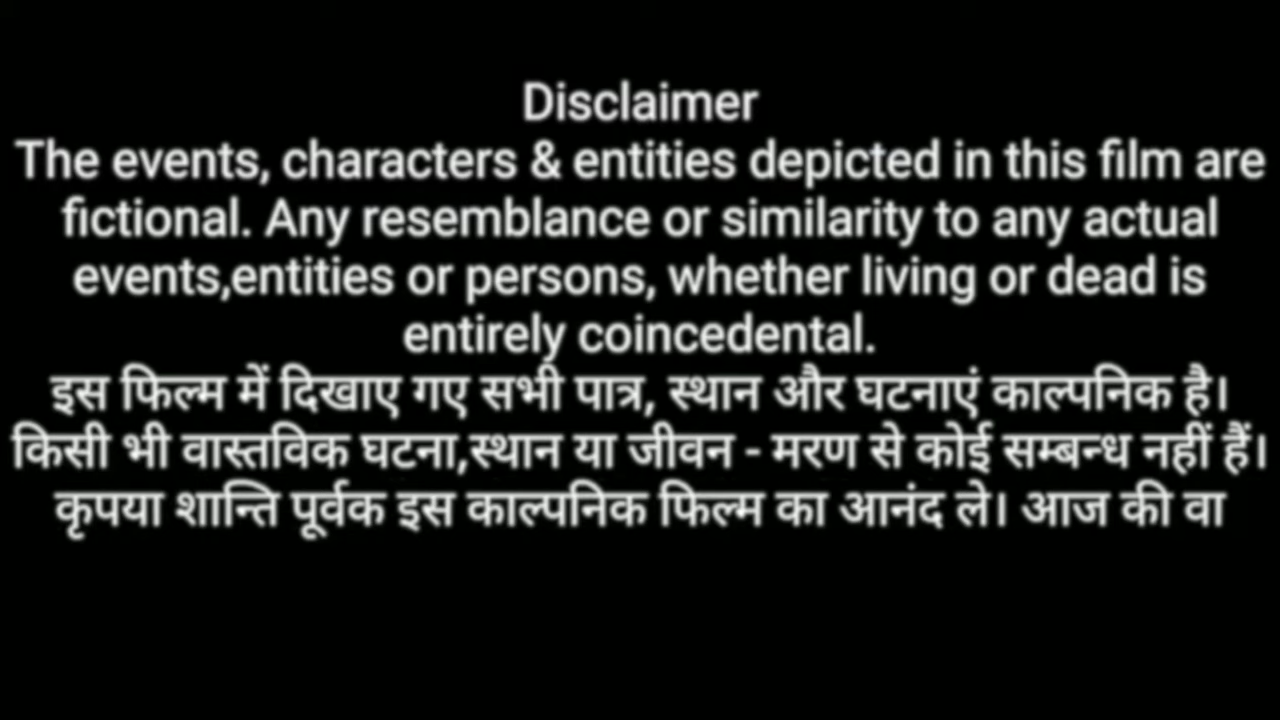 Disclaimer
The events, characters & entities depicted in this film are
fictional. Any resemblance or similarity to any actual
events,entities or persons, whether living or dead is
entirely coincedental.
इस फिल्म में दिखाए गए सभी पात्र, स्थान और घटनाएं काल्पनिक है।
किसी भी वास्तविक घटना,स्थान या जीवन - मरण से कोई सम्बन्ध नहीं हैं।
कृपया शान्ति पूर्वक इस काल्पनिक फिल्म का आनंद ले। आज की वा